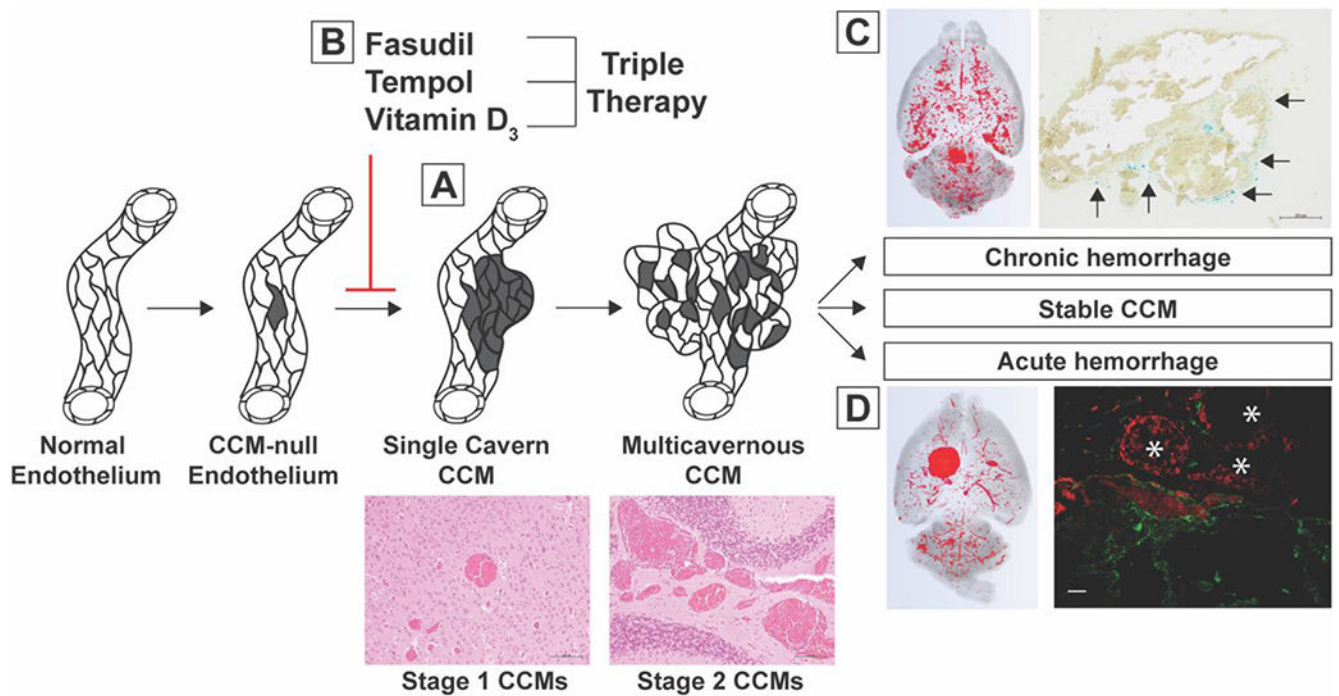 B
Fasudil
Tempol
Vitamin D3
Triple
Therapy
A
C
Chronic hemorrhage
Stable CCM
Acute hemorrhage
D
*
*
*
Normal
Endothelium
CCM-null
Endothelium
Single Cavern
CCM
Multicavernous
CCM
Stage 1 CCMs
Stage 2 CCMs